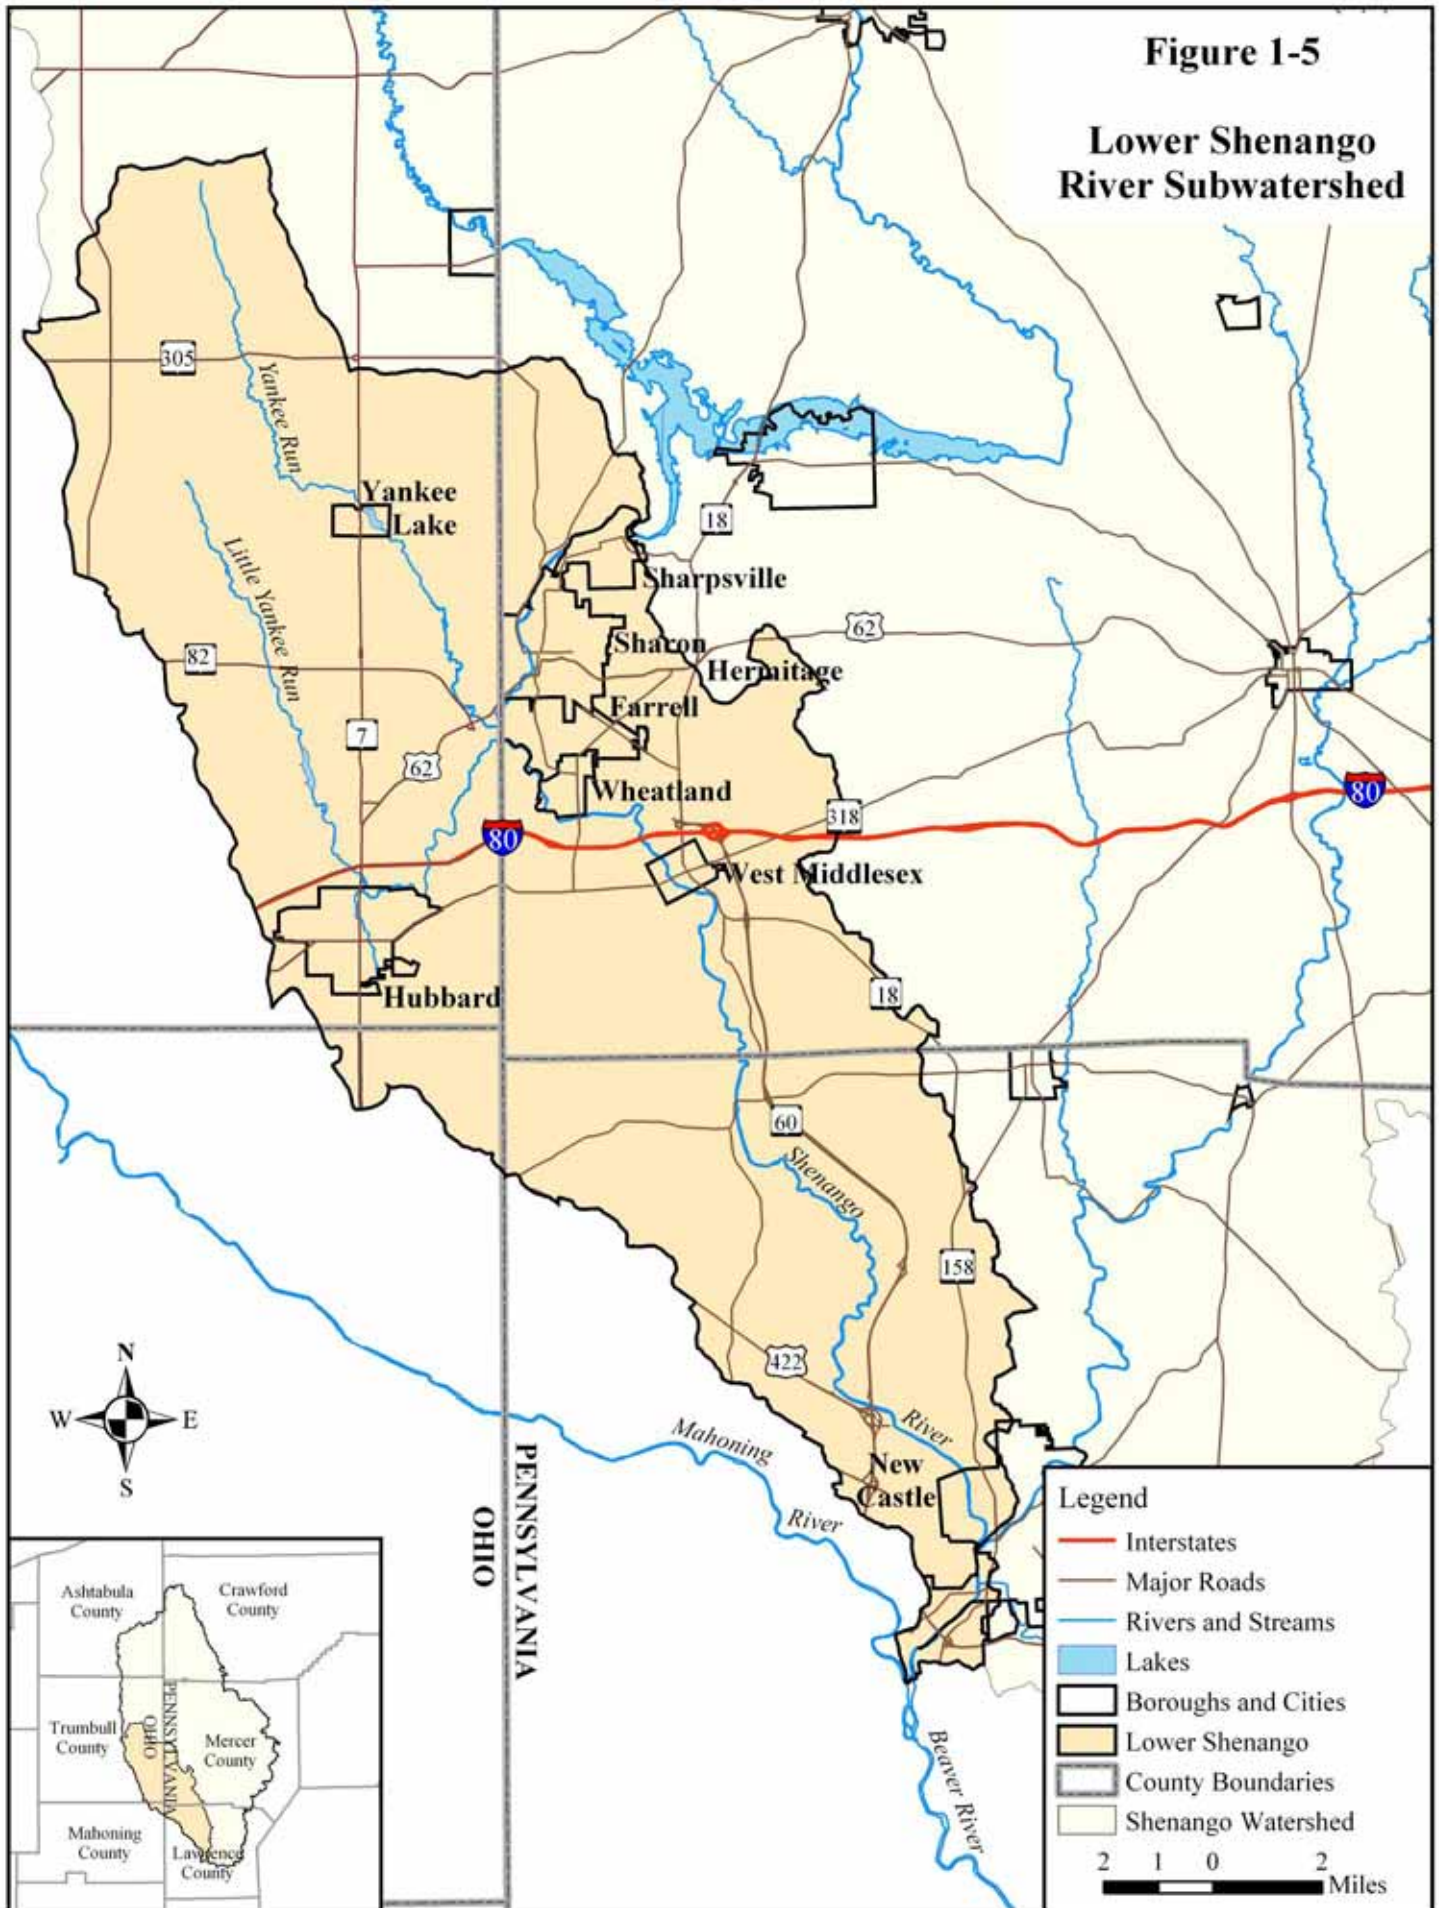 Figure 1-5
Lower Shenango
River Subwatershed
305
Yankee Run
Yankee
Lake
18
Little Yankee Run
Sharpsville
62
Sharon
82
Hermitage
Farrell
7
62
Wheatland
80
318
80
West Middlesex
18
Hubbard
60
Shenango
158
422
N
W
E
S
River
Mahoning
New
Castle
River
PENNSYLVANIA
OHIO
Beaver River
Legend
Interstates
Major Roads
Rivers and Streams
Lakes
Boroughs and Cities
Lower Shenango
County Boundaries
Shenango Watershed
2 1 0 2
Miles
Ashtabula
County
Crawford
County
PENNSYLVANIA
OHIO
Trumbull
County
Mercer
County
Mahoning
County
Lawrence
County